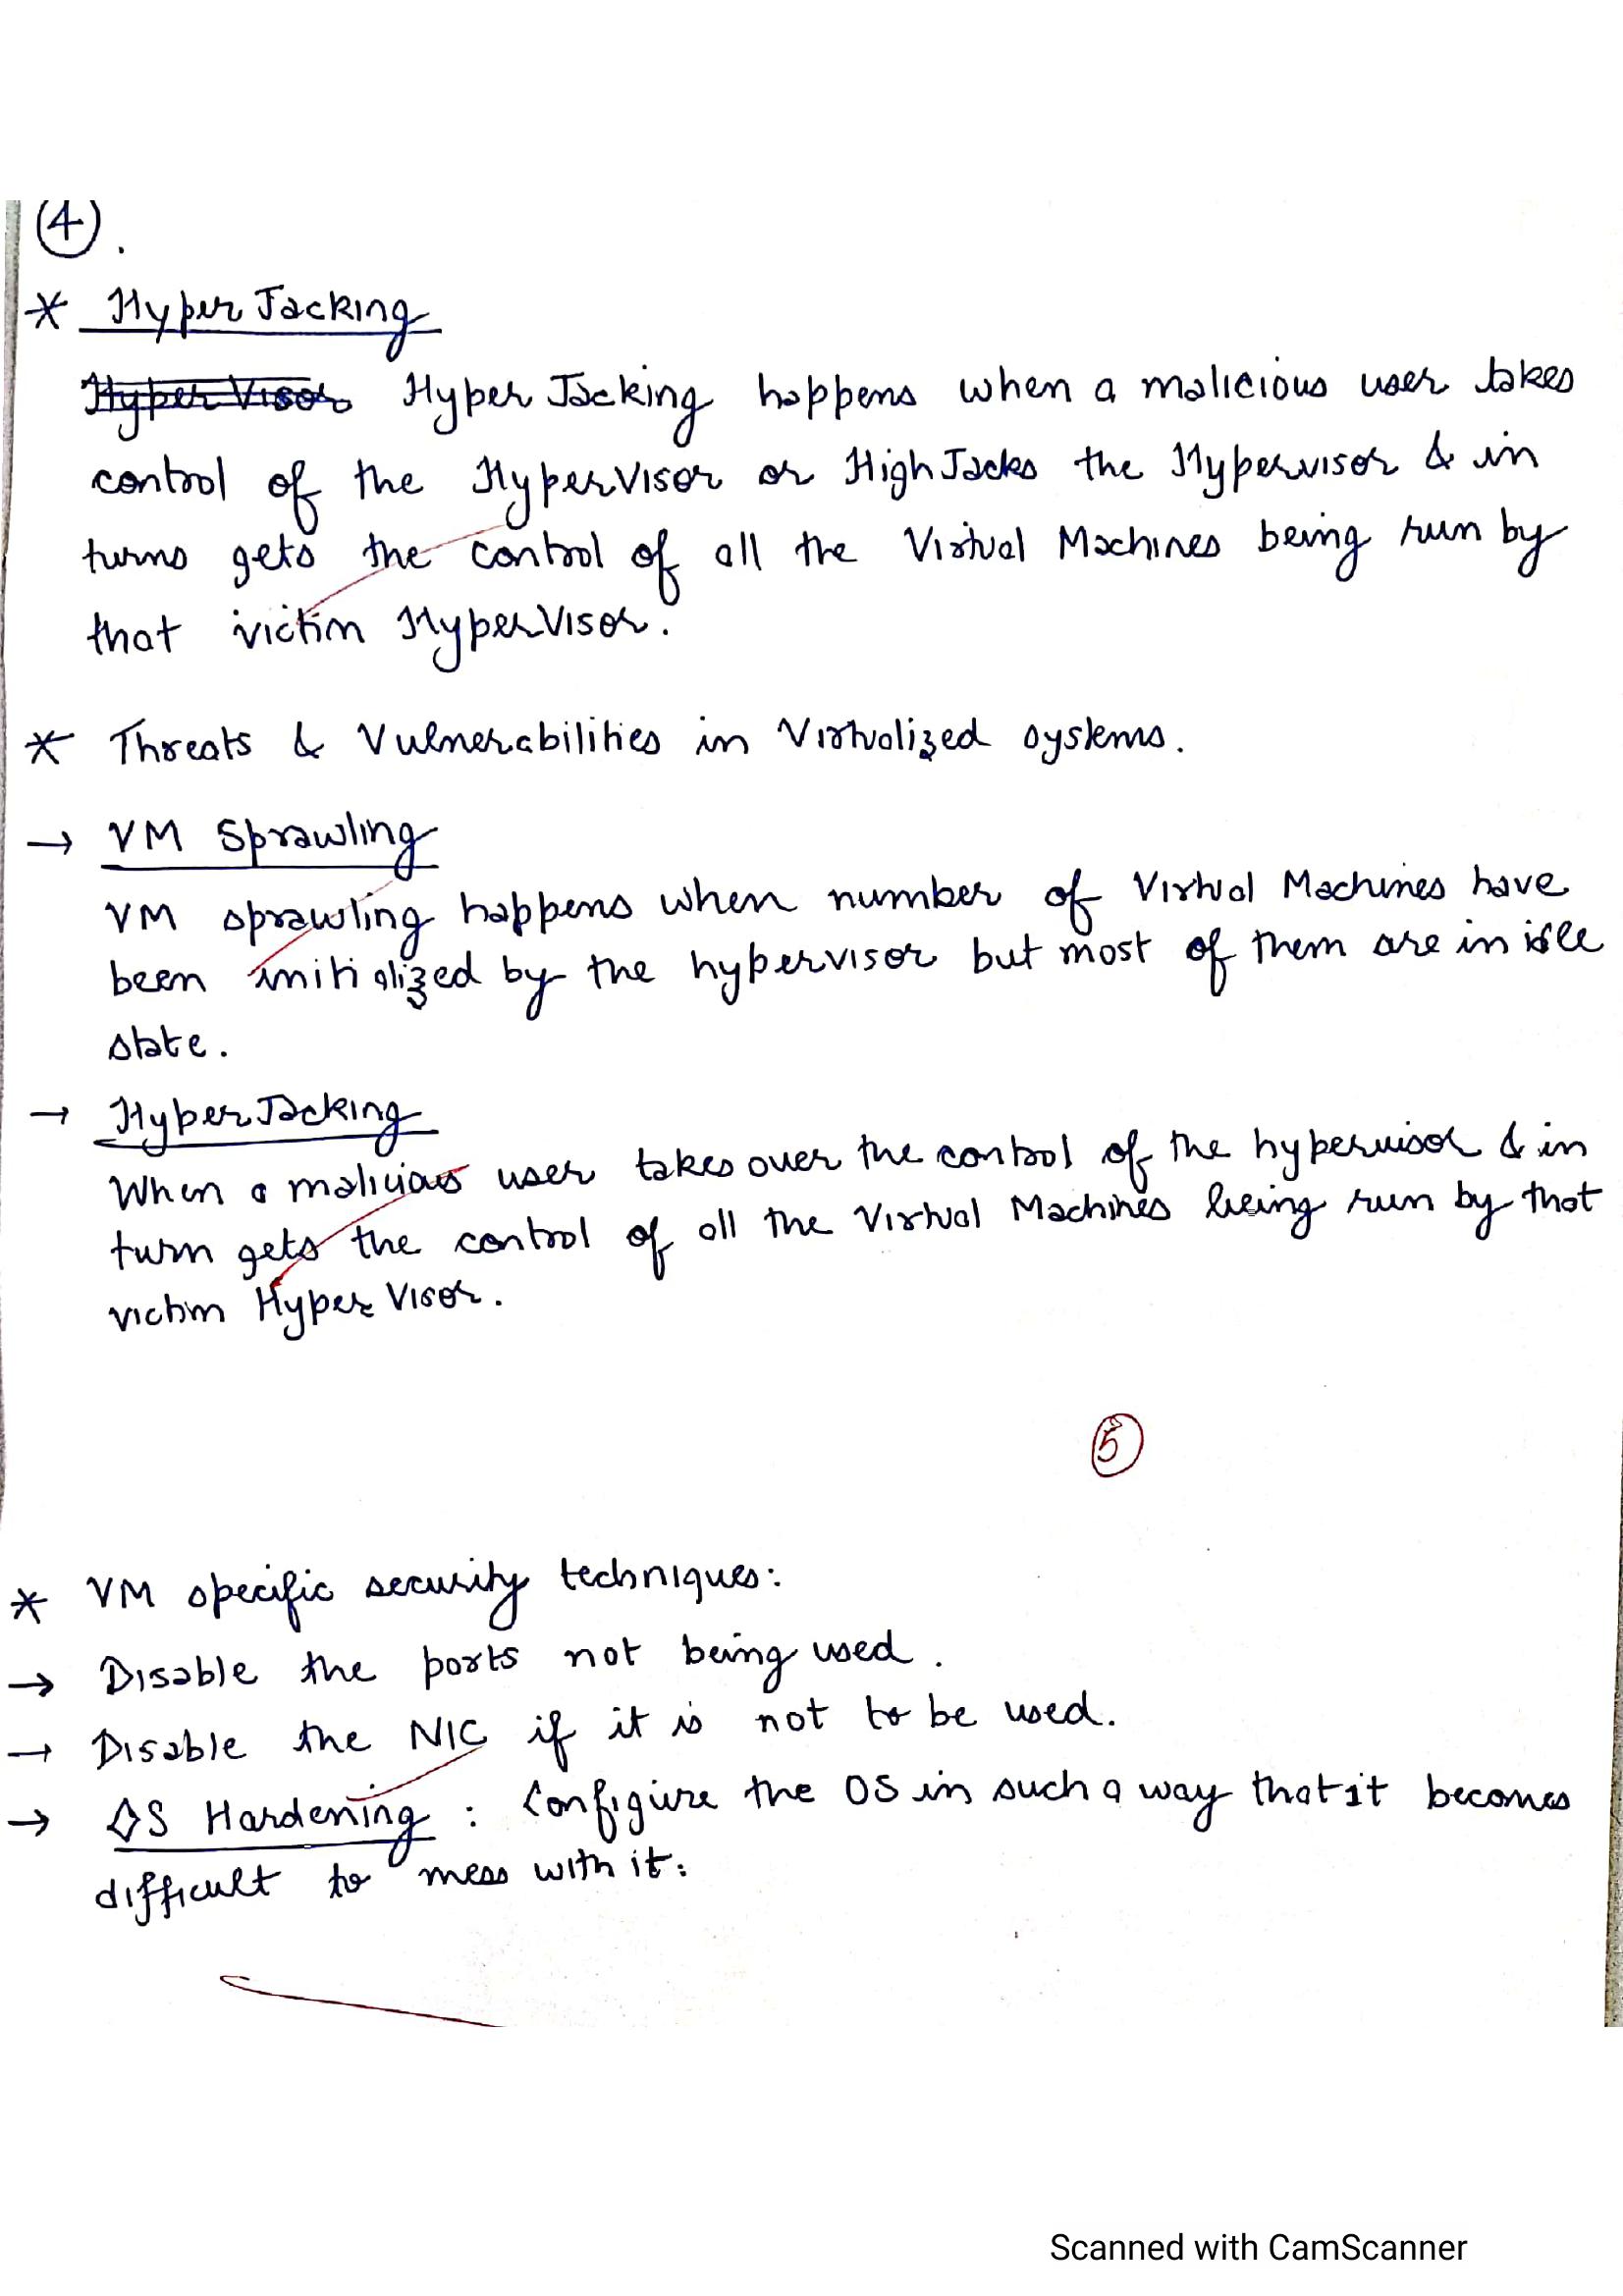 4.
* Hyper Jacking
Hyper Visor Hyper Jacking happens when a malicious user takes
control of the HyperVisor or HighJacks the Hypervisor & in
turns gets the control of all the Virtual Machines being run by
that victim HyperVisor.
* Threats & Vulnerabilities in Virtualized systems.
→ VM Sprawling
VM sprawling happens when number of Virtual Machines have
been initialized by the hypervisor but most of them are in idle
state.
→ HyperJacking
When a malicious user takes over the control of the hypervisor & in
turn gets the control of all the Virtual Machines being run by that
victim Hyper Visor.
5
* VM specific security techniques:
→ Disable the ports not being used.
→ Disable the NIC if it is not to be used.
→ OS Hardening : Configure the OS in such a way that it becomes
difficult to mess with it.
Scanned with CamScanner